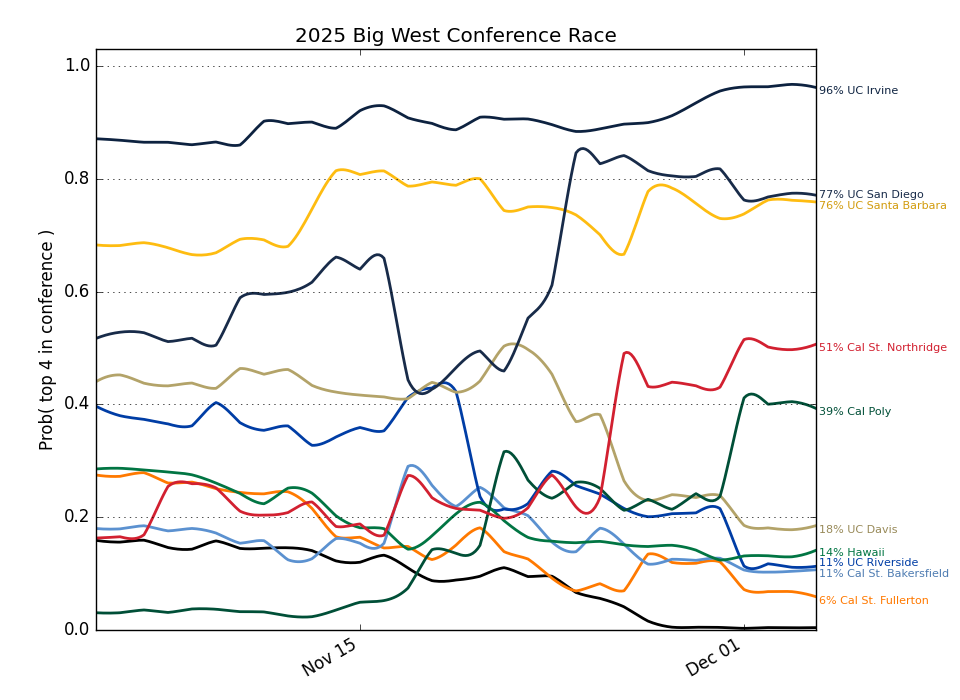 2025 Big West Conference Race
Prob( top 4 in conference )
1.0
0.8
0.6
0.4
0.2
0.0
Nov 15
Dec 01
96% UC Irvine
77% UC San Diego
76% UC Santa Barbara
51% Cal St. Northridge
39% Cal Poly
18% UC Davis
14% Hawaii
11% UC Riverside
11% Cal St. Bakersfield
6% Cal St. Fullerton